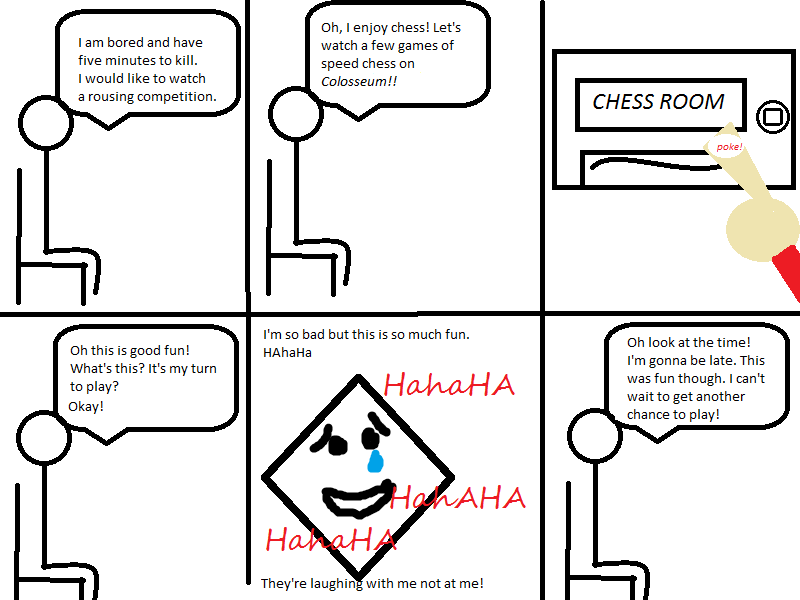 I am bored and have
five minutes to kill.
I would like to watch
a rousing competition.
Oh, I enjoy chess! Let's
watch a few games of
speed chess on
Colosseum!!
CHESS ROOM
poke!
Oh this is good fun!
What's this? It's my turn
to play?
Okay!
I'm so bad but this is so much fun.
HAhaHa
HahaHA
HahAHA
HahaHA
They're laughing with me not at me!
Oh look at the time!
I'm gonna be late. This
was fun though. I can't
wait to get another
chance to play!